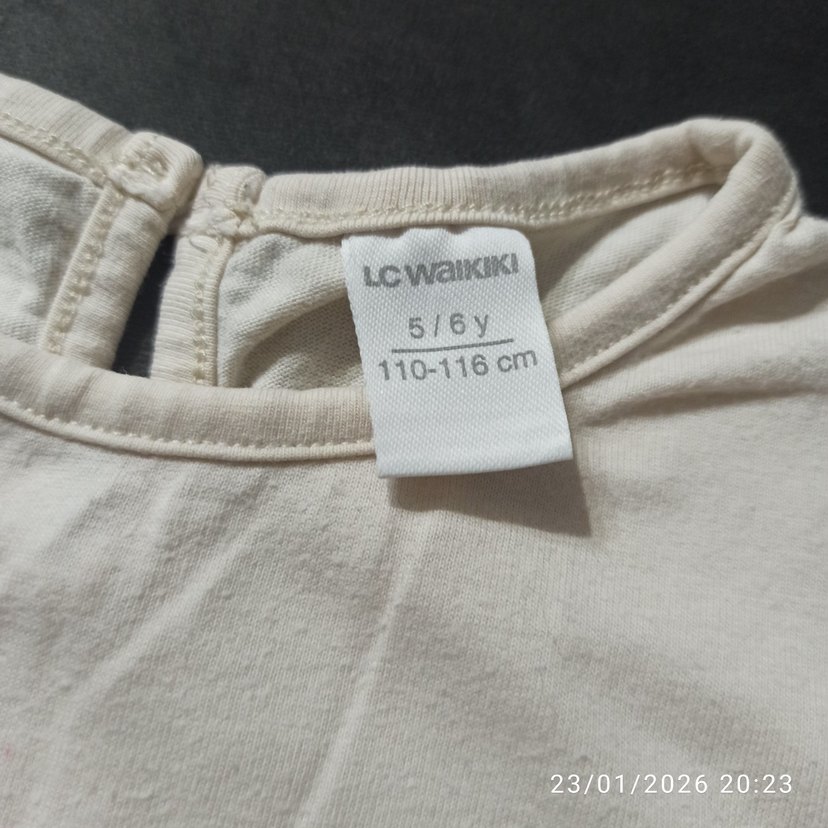 LC WAIKIKI
5 / 6 y
110-116 cm
23/01/2026 20:23